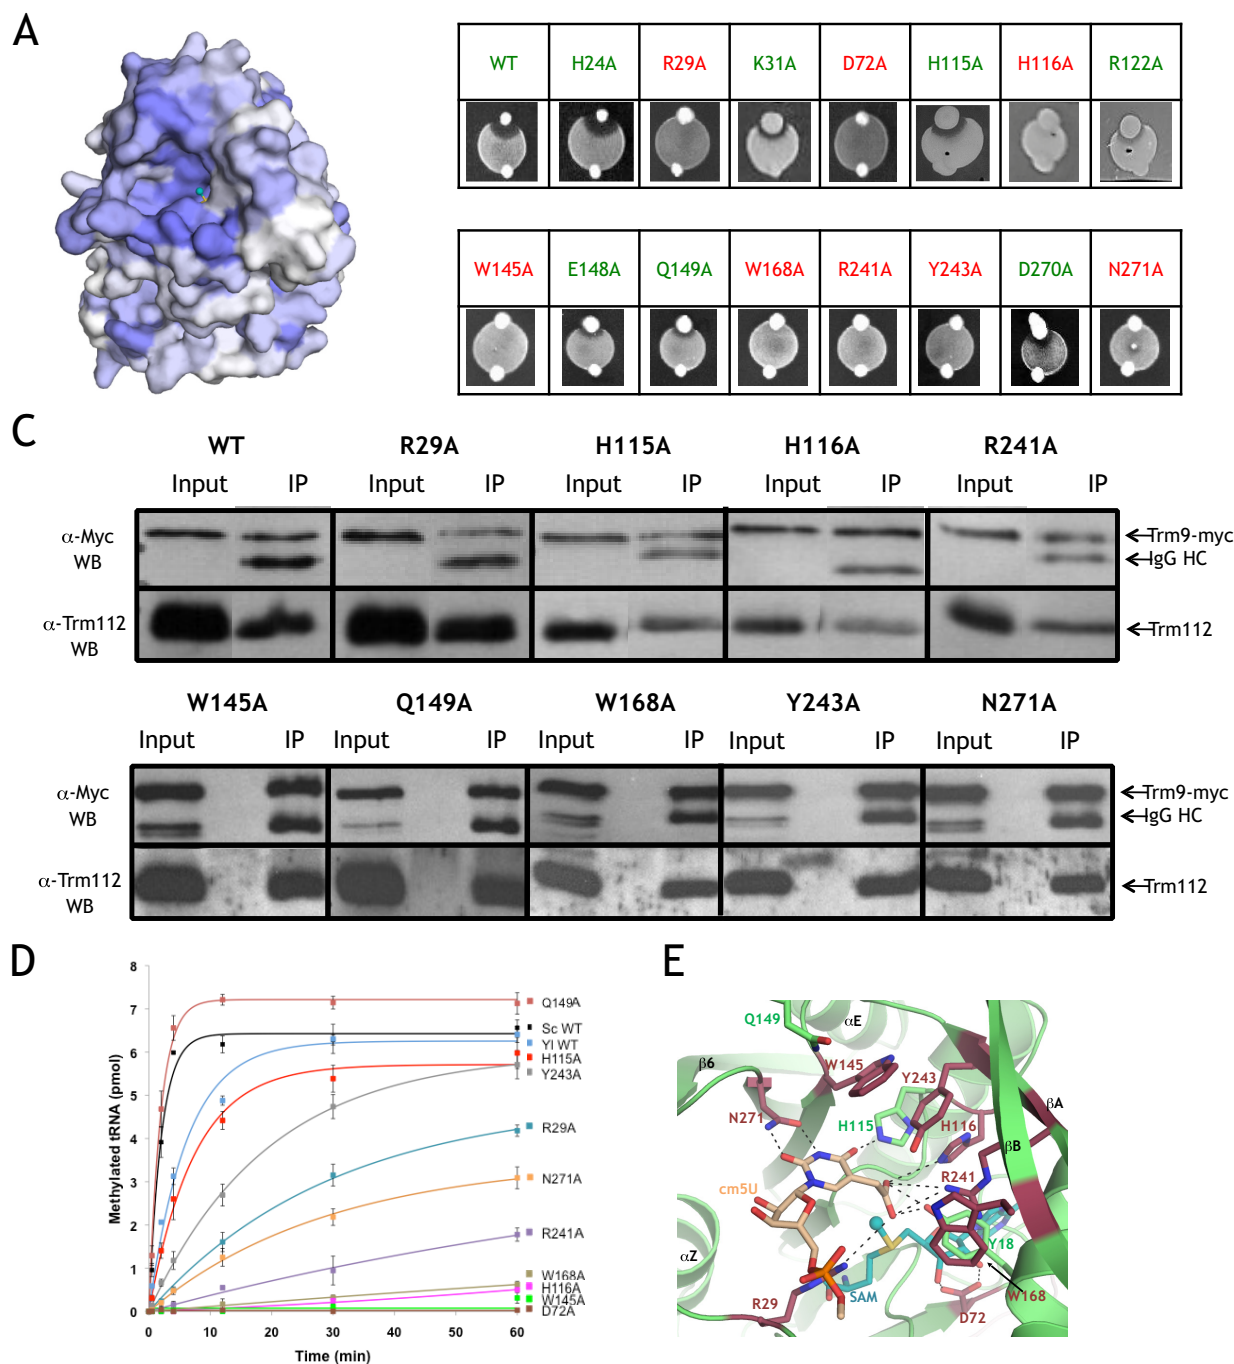 A
WT H24A R29A K31A D72A H115A H116A R122A
W145A E148A Q149A W168A R241A Y243A D270A N271A
C
WT R29A H115A H116A R241A
Input IP Input IP Input IP Input IP Input IP
α-Myc WB
Trm9-myc
IgG HC
α-Trm112 WB
Trm112
W145A Q149A W168A Y243A N271A
Input IP Input IP Input IP Input IP Input IP
α-Myc WB
Trm9-myc
IgG HC
α-Trm112 WB
Trm112
D
Methylated tRNA (pmol)
8
7
6
5
4
3
2
1
0
0 10 20 30 40 50 60
Time (min)
Q149A
Sc WT
Yl WT
H115A
Y243A
R29A
N271A
R241A
W168A
H116A
W145A
D72A
E
Q149
αE
β6
W145
Y243
βA
N271
H115
H116
βB
cm5U
R241
Y18
αZ
SAM
W168
R29
D72